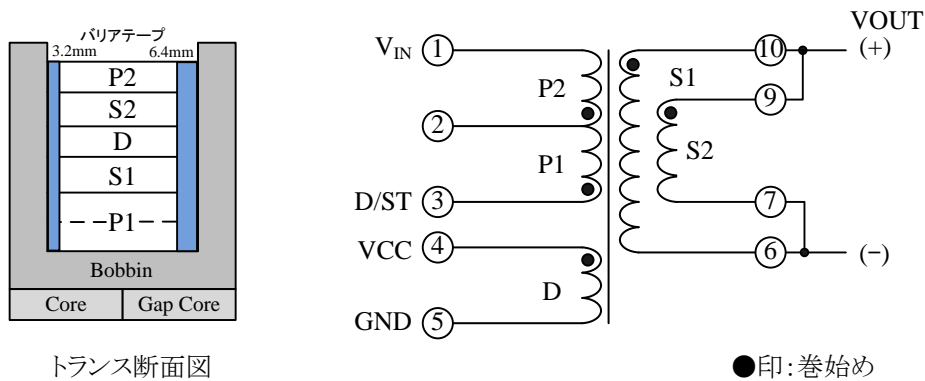 バリアテープ
3.2mm 6.4mm
P2
S2
D
S1
P1
Bobbin
Core Gap Core
トランス断面図
VOUT
VIN 1 10 (+)
P2 S1
9
2
P1 S2
D/ST 3 7
VCC 4 6 (−)
D
GND 5
●印:巻始め